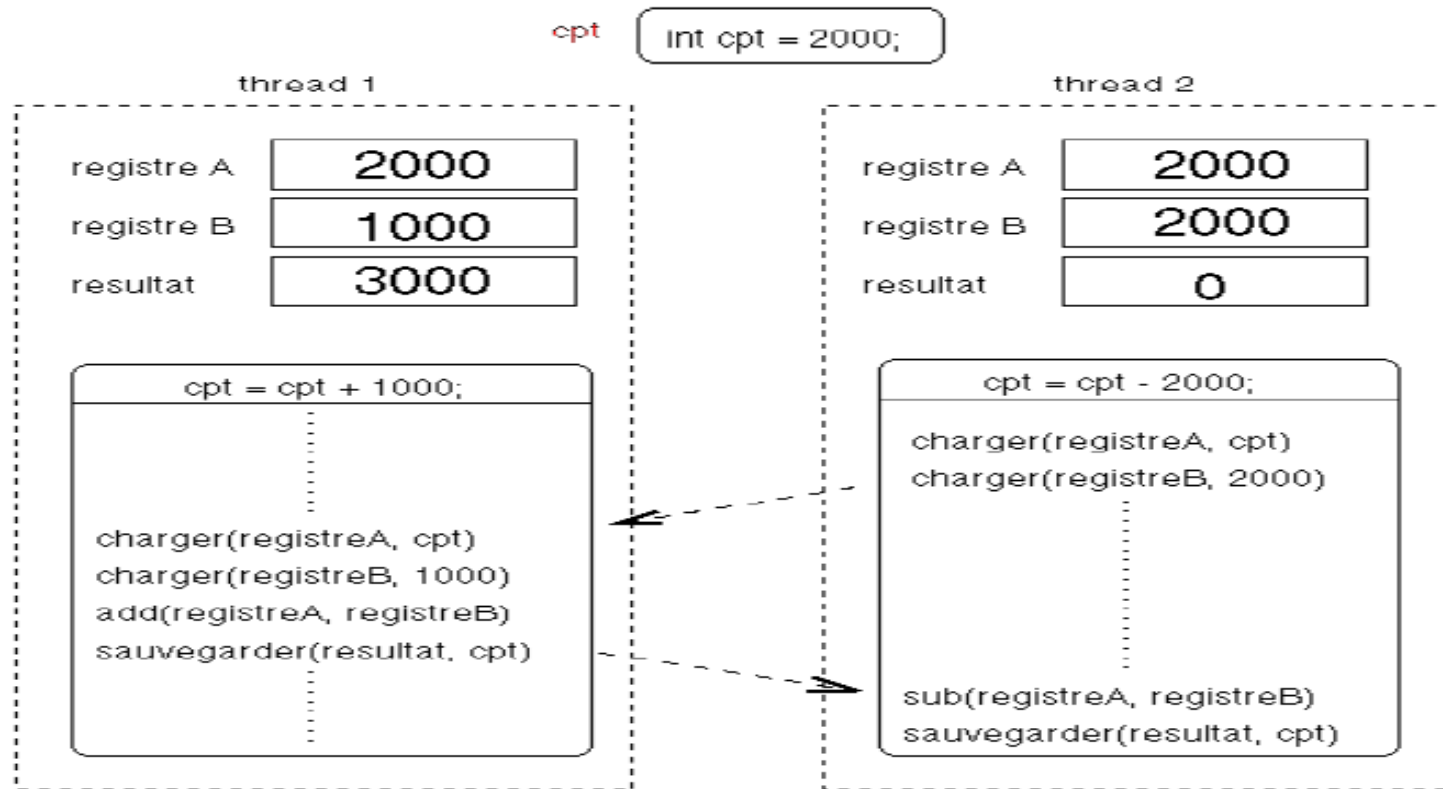 cpt
int cpt = 2000;
thread 1
registre A 2000
registre B 1000
resultat 3000
cpt = cpt + 1000;
charger(registreA, cpt)
charger(registreB, 1000)
add(registreA, registreB)
sauvegarder(resultat, cpt)
thread 2
registre A 2000
registre B 2000
resultat 0
cpt = cpt - 2000;
charger(registreA, cpt)
charger(registreB, 2000)
sub(registreA, registreB)
sauvegarder(resultat, cpt)